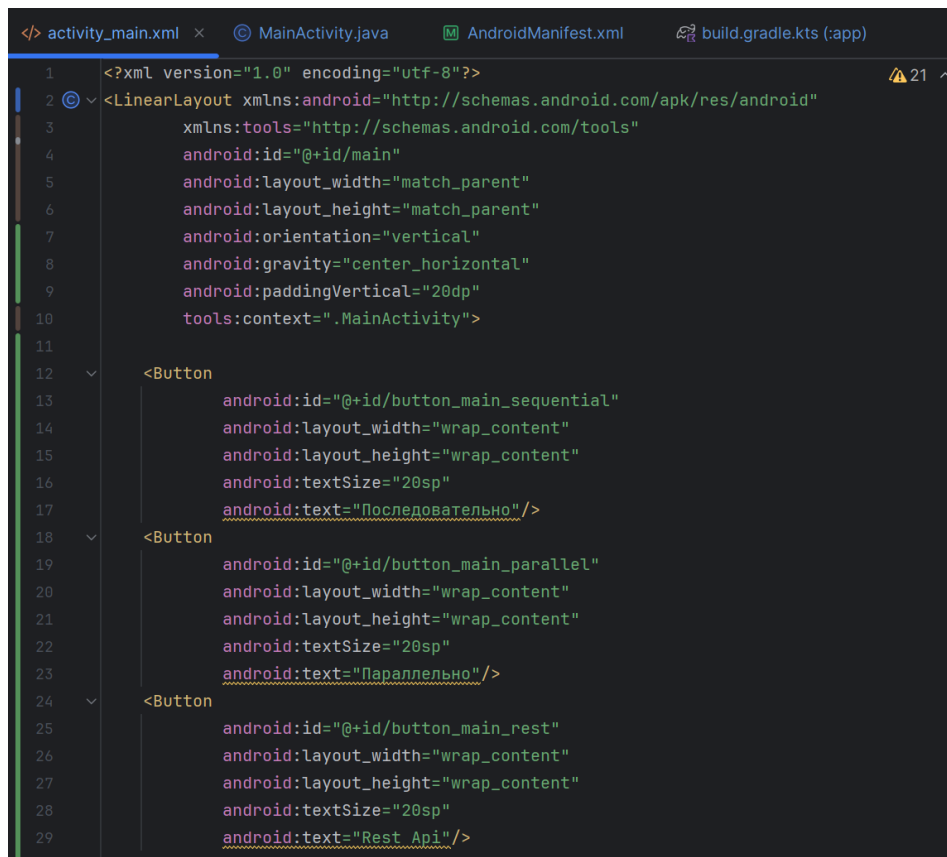 activity_main.xml × MainActivity.java AndroidManifest.xml build.gradle.kts (:app)
1 <?xml version="1.0" encoding="utf-8"?> 21
2 <LinearLayout xmlns:android="http://schemas.android.com/apk/res/android"
3 xmlns:tools="http://schemas.android.com/tools"
4 android:id="@+id/main"
5 android:layout_width="match_parent"
6 android:layout_height="match_parent"
7 android:orientation="vertical"
8 android:gravity="center_horizontal"
9 android:paddingVertical="20dp"
10 tools:context=".MainActivity">
11
12 <Button
13 android:id="@+id/button_main_sequential"
14 android:layout_width="wrap_content"
15 android:layout_height="wrap_content"
16 android:textSize="20sp"
17 android:text="Последовательно"/>
18 <Button
19 android:id="@+id/button_main_parallel"
20 android:layout_width="wrap_content"
21 android:layout_height="wrap_content"
22 android:textSize="20sp"
23 android:text="Параллельно"/>
24 <Button
25 android:id="@+id/button_main_rest"
26 android:layout_width="wrap_content"
27 android:layout_height="wrap_content"
28 android:textSize="20sp"
29 android:text="Rest Api"/>